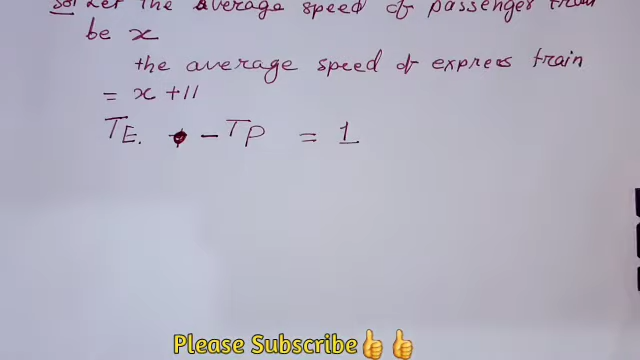 Sol Let the average speed of passenger train
be x
the average speed of express train
= x + 11
TE. - TP = 1
Please Subscribe👍👍